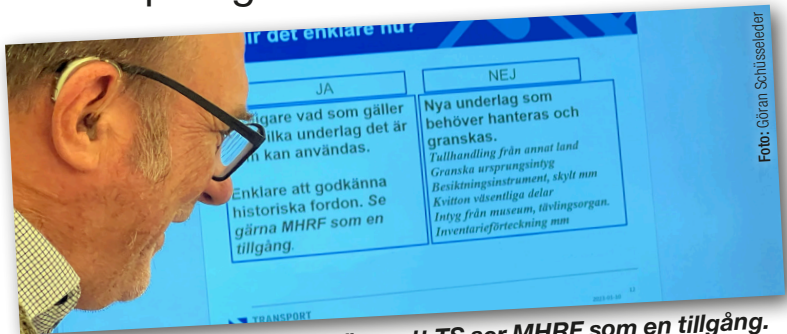 det enklare nu?
JA
vad som gäller
underlag det är
kan användas.
Enklare att godkänna
historiska fordon. Se
gärna MHRF som en
tillgång.
NEJ
Nya underlag som
behöver hanteras och
granskas.
Tullhandling från annat land
Granska ursprungsintyg
Besiktningsinstrument, skylt mm
Kvitton väsentliga delar
Intyg från museum, tävlingsorgan.
Inventarieförteckning mm
TRANSPORT
Foto: Göran Schüsseleder
TS ser MHRF som en tillgång.